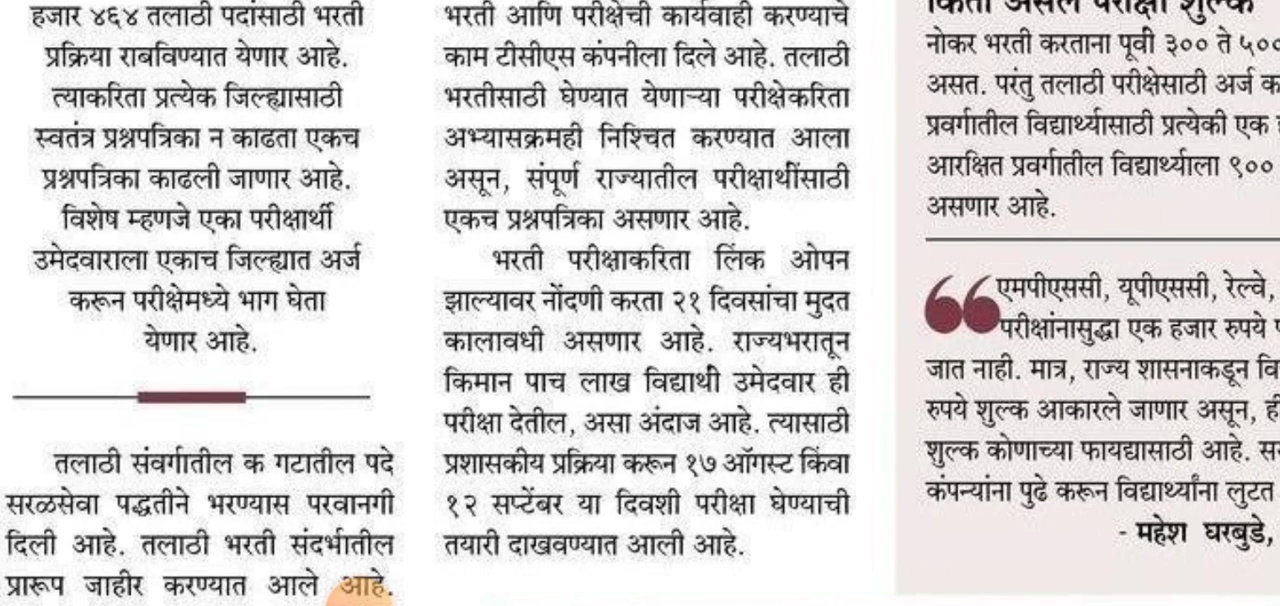 हजार ४६४ तलाठी पदांसाठी भरती
प्रक्रिया राबविण्यात येणार आहे.
त्याकरिता प्रत्येक जिल्ह्यासाठी
स्वतंत्र प्रश्नपत्रिका न काढता एकच
प्रश्नपत्रिका काढली जाणार आहे.
विशेष म्हणजे एका परीक्षार्थी
उमेदवाराला एकाच जिल्ह्यात अर्ज
करून परीक्षेमध्ये भाग घेता
येणार आहे.
तलाठी संवर्गातील क गटातील पदे
सरळसेवा पद्धतीने भरण्यास परवानगी
दिली आहे. तलाठी भरती संदर्भातील
प्रारूप जाहीर करण्यात आले आहे.
भरती आणि परीक्षेची कार्यवाही करण्याचे
काम टीसीएस कंपनीला दिले आहे. तलाठी
भरतीसाठी घेण्यात येणाऱ्या परीक्षेकरिता
अभ्यासक्रमही निश्चित करण्यात आला
असून, संपूर्ण राज्यातील परीक्षार्थींसाठी
एकच प्रश्नपत्रिका असणार आहे.
भरती परीक्षाकरिता लिंक ओपन
झाल्यावर नोंदणी करता २१ दिवसांचा मुदत
कालावधी असणार आहे. राज्यभरातून
किमान पाच लाख विद्यार्थी उमेदवार ही
परीक्षा देतील, असा अंदाज आहे. त्यासाठी
प्रशासकीय प्रक्रिया करून १७ ऑगस्ट किंवा
१२ सप्टेंबर या दिवशी परीक्षा घेण्याची
तयारी दाखवण्यात आली आहे.
किती असेल परीक्षा शुल्क
नोकर भरती करताना पूर्वी ३०० ते ५००
असत. परंतु तलाठी परीक्षेसाठी अर्ज
प्रवर्गातील विद्यार्थ्यासाठी प्रत्येकी एक
आरक्षित प्रवर्गातील विद्यार्थ्याला ९००
असणार आहे.
एमपीएससी, यूपीएससी, रेल्वे,
परीक्षांनासुद्धा एक हजार रुपये
जात नाही. मात्र, राज्य शासनाकडून
रुपये शुल्क आकारले जाणार असून,
शुल्क कोणाच्या फायद्यासाठी आहे.
कंपन्यांना पुढे करून विद्यार्थ्यांना लुटत
- महेश घरबुडे,